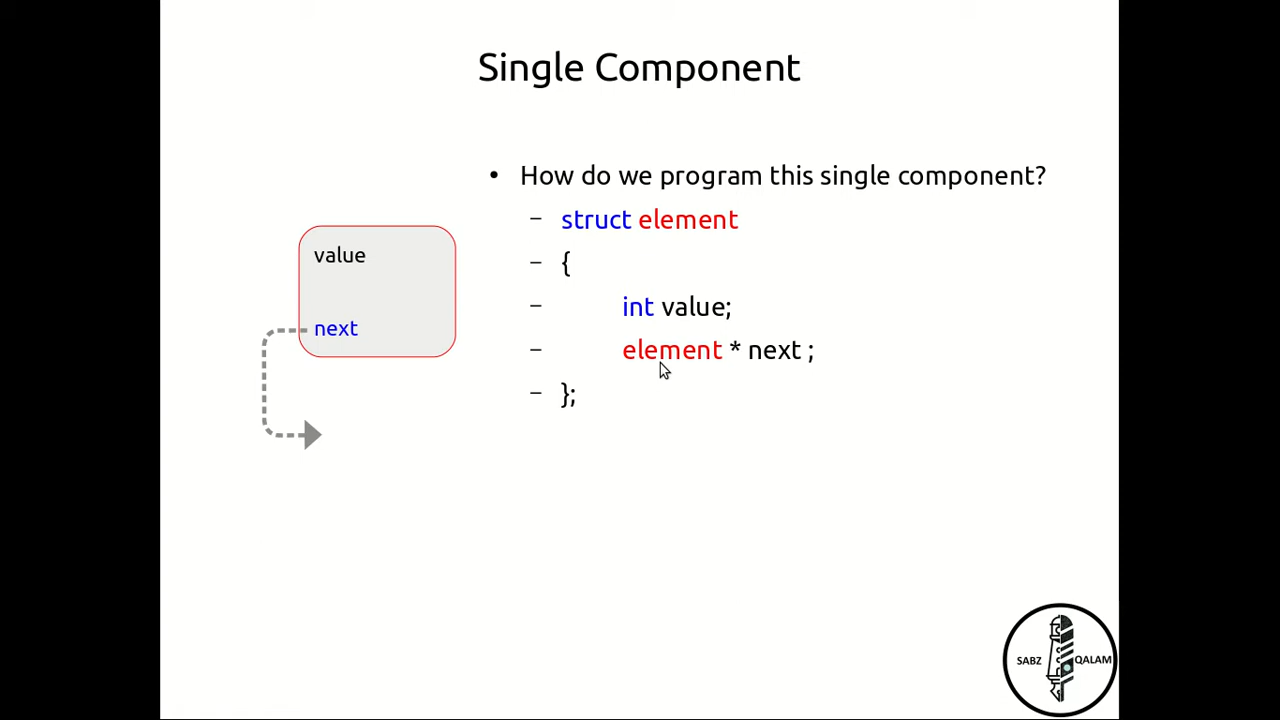 Single Component
• How do we program this single component?
– struct element
– {
– int value;
– element * next ;
– };
value
next
SABZ QALAM